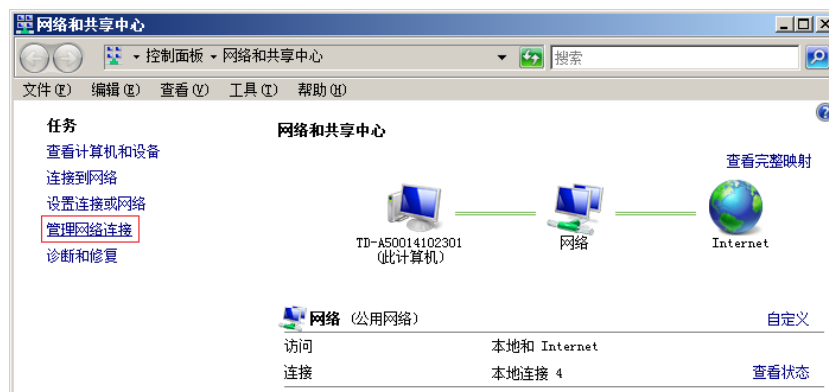 网络和共享中心
控制面板 网络和共享中心 搜索
文件(F) 编辑(E) 查看(V) 工具(T) 帮助(H)
任务
查看计算机和设备
连接到网络
设置连接或网络
管理网络连接
诊断和修复
网络和共享中心
查看完整映射
TD-A50014102301
(此计算机)
网络
Internet
网络 (公用网络) 自定义
访问 本地和 Internet
连接 本地连接 4 查看状态